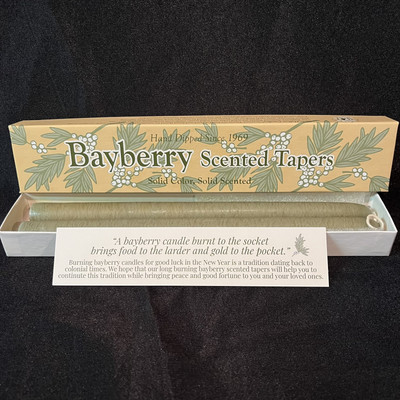 Hand Dipped Since 1969
Bayberry Scented Tapers
Solid Color, Solid Scented
"A bayberry candle burnt to the socket
brings food to the larder and gold to the pocket."
Burning bayberry candles for good luck in the New Year is a tradition dating back to
colonial times. We hope that our long burning bayberry scented tapers will help you to
continute this tradition while bringing peace and good fortune to you and your loved ones.